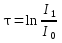 τ = ln I₁ / I₀